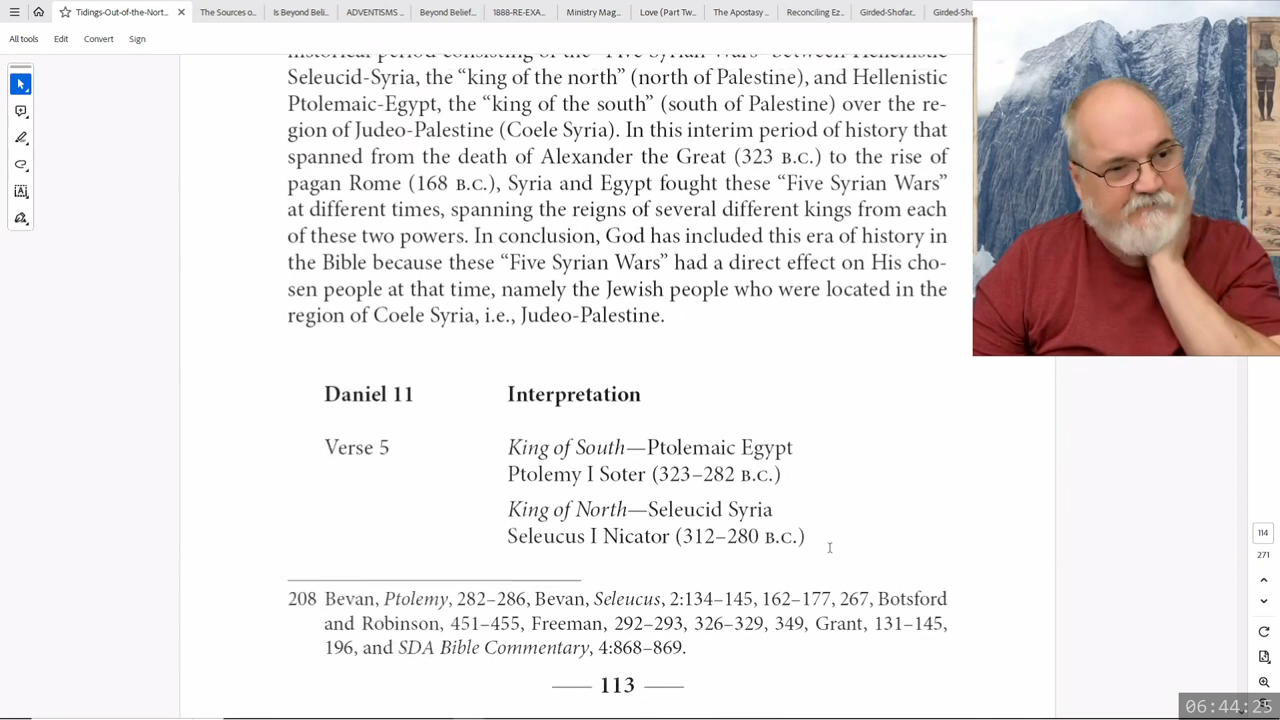 Tidings-Out-of-the-Nort... × The Sources o... Is Beyond Beli... ADVENTISMS ... Beyond Belief... 1888-RE-EXA... Ministry Mag... Love (Part Tw... The Apostasy ... Reconciling Ez... Girded-Shofar... Girded-Sho
All tools Edit Convert Sign
Seleucid-Syria, the “king of the north” (north of Palestine), and Hellenistic
Ptolemaic-Egypt, the “king of the south” (south of Palestine) over the re-
gion of Judeo-Palestine (Coele Syria). In this interim period of history that
spanned from the death of Alexander the Great (323 B.C.) to the rise of
pagan Rome (168 B.C.), Syria and Egypt fought these “Five Syrian Wars”
at different times, spanning the reigns of several different kings from each
of these two powers. In conclusion, God has included this era of history in
the Bible because these “Five Syrian Wars” had a direct effect on His cho-
sen people at that time, namely the Jewish people who were located in the
region of Coele Syria, i.e., Judeo-Palestine.
Daniel 11 Interpretation
Verse 5 King of South—Ptolemaic Egypt
Ptolemy I Soter (323–282 B.C.)
King of North—Seleucid Syria
Seleucus I Nicator (312–280 B.C.)
208 Bevan, Ptolemy, 282–286, Bevan, Seleucus, 2:134–145, 162–177, 267, Botsford
and Robinson, 451–455, Freeman, 292–293, 326–329, 349, Grant, 131–145,
196, and SDA Bible Commentary, 4:868–869.
113
114
271
06:44:25